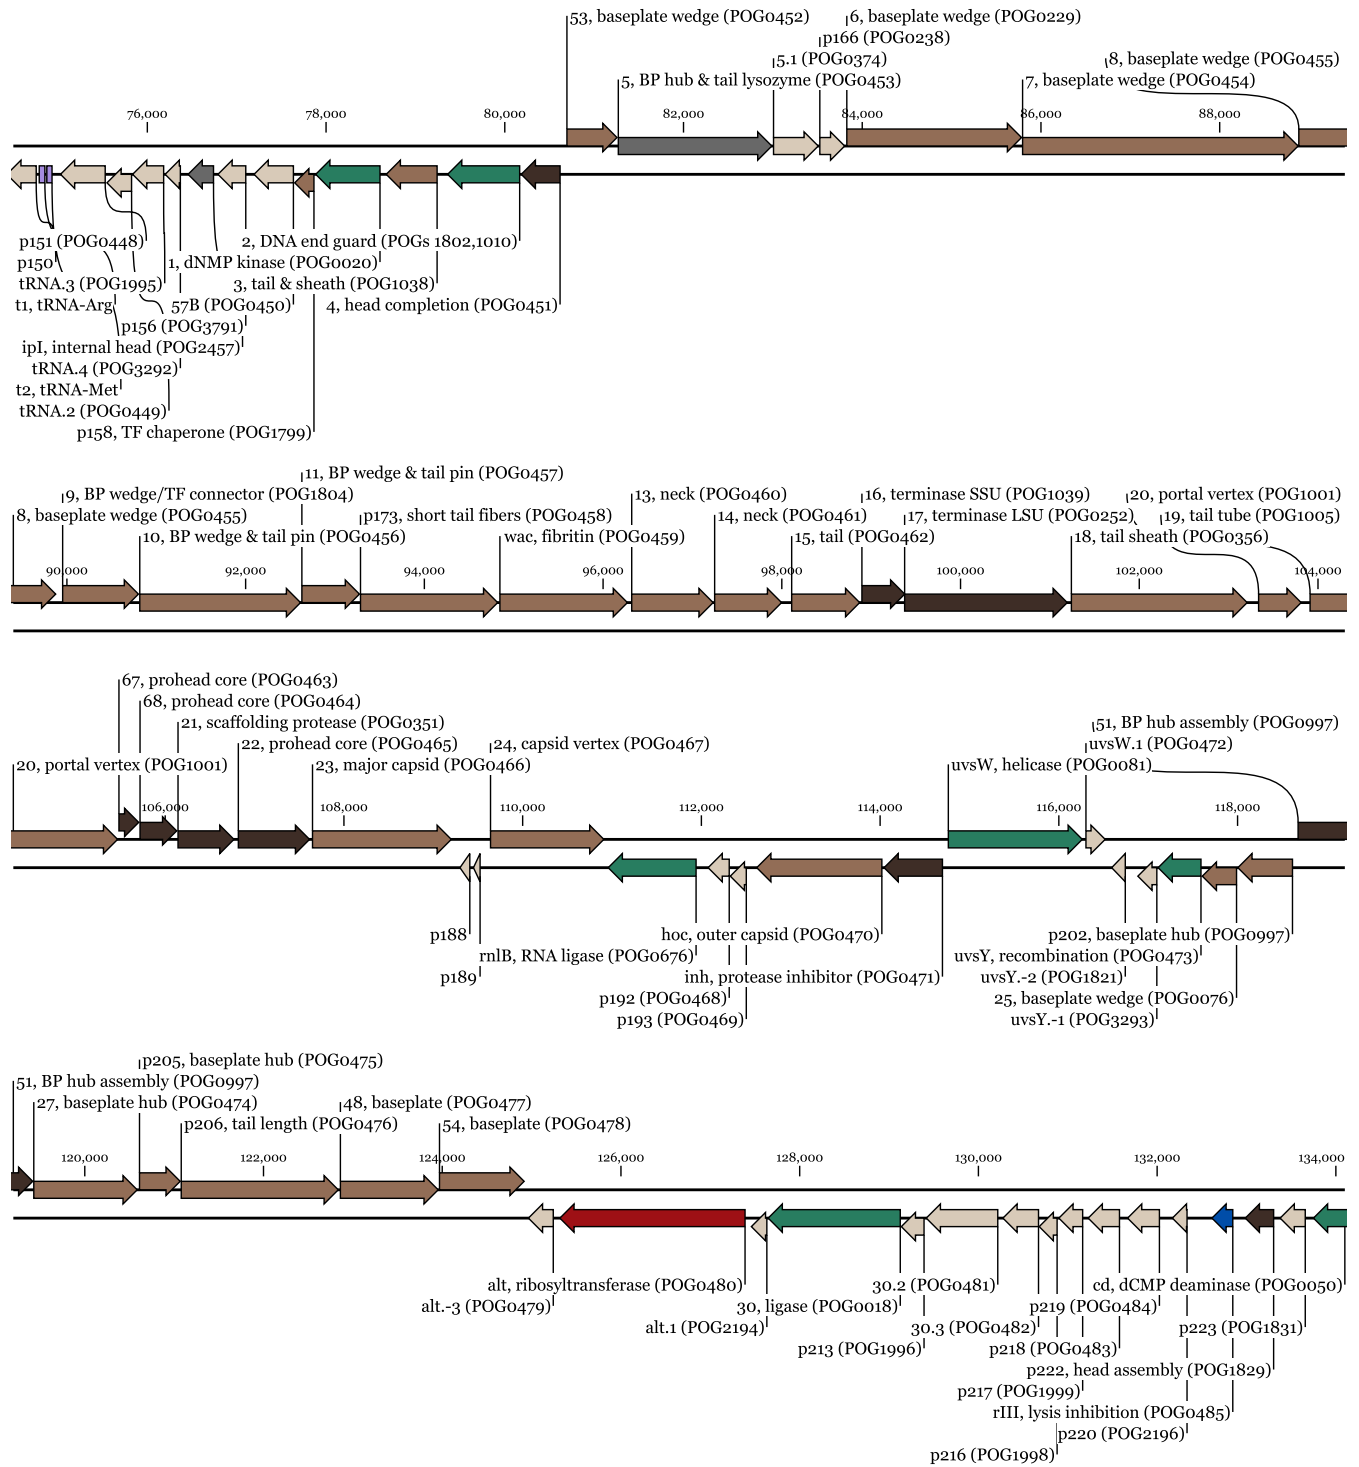 53, baseplate wedge (POG0452)
6, baseplate wedge (POG0229)
p166 (POG0238)
5.1 (POG0374)
8, baseplate wedge (POG0455)
5, BP hub & tail lysozyme (POG0453)
7, baseplate wedge (POG0454)
76,000
78,000
80,000
82,000
84,000
86,000
88,000
p151 (POG0448)
2, DNA end guard (POGs 1802,1010)
p150
1, dNMP kinase (POG0020)
tRNA.3 (POG1995)
3, tail & sheath (POG1038)
t1, tRNA-Arg
57B (POG0450)
4, head completion (POG0451)
p156 (POG3791)
ipI, internal head (POG2457)
tRNA.4 (POG3292)
t2, tRNA-Met
tRNA.2 (POG0449)
p158, TF chaperone (POG1799)
11, BP wedge & tail pin (POG0457)
9, BP wedge/TF connector (POG1804)
13, neck (POG0460)
16, terminase SSU (POG1039)
20, portal vertex (POG1001)
8, baseplate wedge (POG0455)
p173, short tail fibers (POG0458)
14, neck (POG0461)
17, terminase LSU (POG0252)
19, tail tube (POG1005)
10, BP wedge & tail pin (POG0456)
wac, fibritin (POG0459)
15, tail (POG0462)
18, tail sheath (POG0356)
90,000
92,000
94,000
96,000
98,000
100,000
102,000
104,000
67, prohead core (POG0463)
68, prohead core (POG0464)
21, scaffolding protease (POG0351)
51, BP hub assembly (POG0997)
22, prohead core (POG0465)
24, capsid vertex (POG0467)
uvsW.1 (POG0472)
20, portal vertex (POG1001)
23, major capsid (POG0466)
uvsW, helicase (POG0081)
106,000
108,000
110,000
112,000
114,000
116,000
118,000
p188
hoc, outer capsid (POG0470)
p202, baseplate hub (POG0997)
rnlB, RNA ligase (POG0676)
uvsY, recombination (POG0473)
p189
inh, protease inhibitor (POG0471)
uvsY.-2 (POG1821)
p192 (POG0468)
25, baseplate wedge (POG0076)
p193 (POG0469)
uvsY.-1 (POG3293)
p205, baseplate hub (POG0475)
51, BP hub assembly (POG0997)
27, baseplate hub (POG0474)
48, baseplate (POG0477)
p206, tail length (POG0476)
54, baseplate (POG0478)
120,000
122,000
124,000
126,000
128,000
130,000
132,000
134,000
alt, ribosyltransferase (POG0480)
30.2 (POG0481)
cd, dCMP deaminase (POG0050)
alt.-3 (POG0479)
30, ligase (POG0018)
p219 (POG0484)
alt.1 (POG2194)
30.3 (POG0482)
p223 (POG1831)
p213 (POG1996)
p218 (POG0483)
p222, head assembly (POG1829)
p217 (POG1999)
rIII, lysis inhibition (POG0485)
p220 (POG2196)
p216 (POG1998)